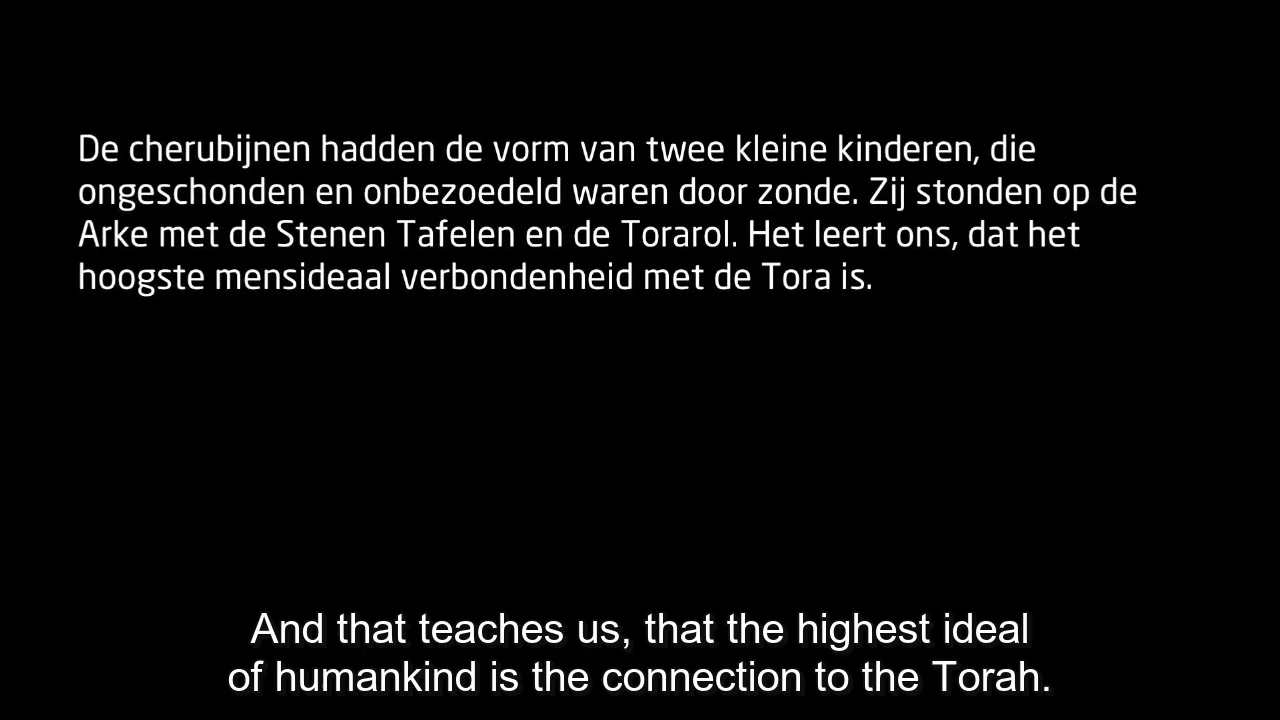 De cherubijnen hadden de vorm van twee kleine kinderen, die
ongeschonden en onbezoedeld waren door zonde. Zij stonden op de
Arke met de Stenen Tafelen en de Torarol. Het leert ons, dat het
hoogste mensideaal verbondenheid met de Tora is.
And that teaches us, that the highest ideal
of humankind is the connection to the Torah.